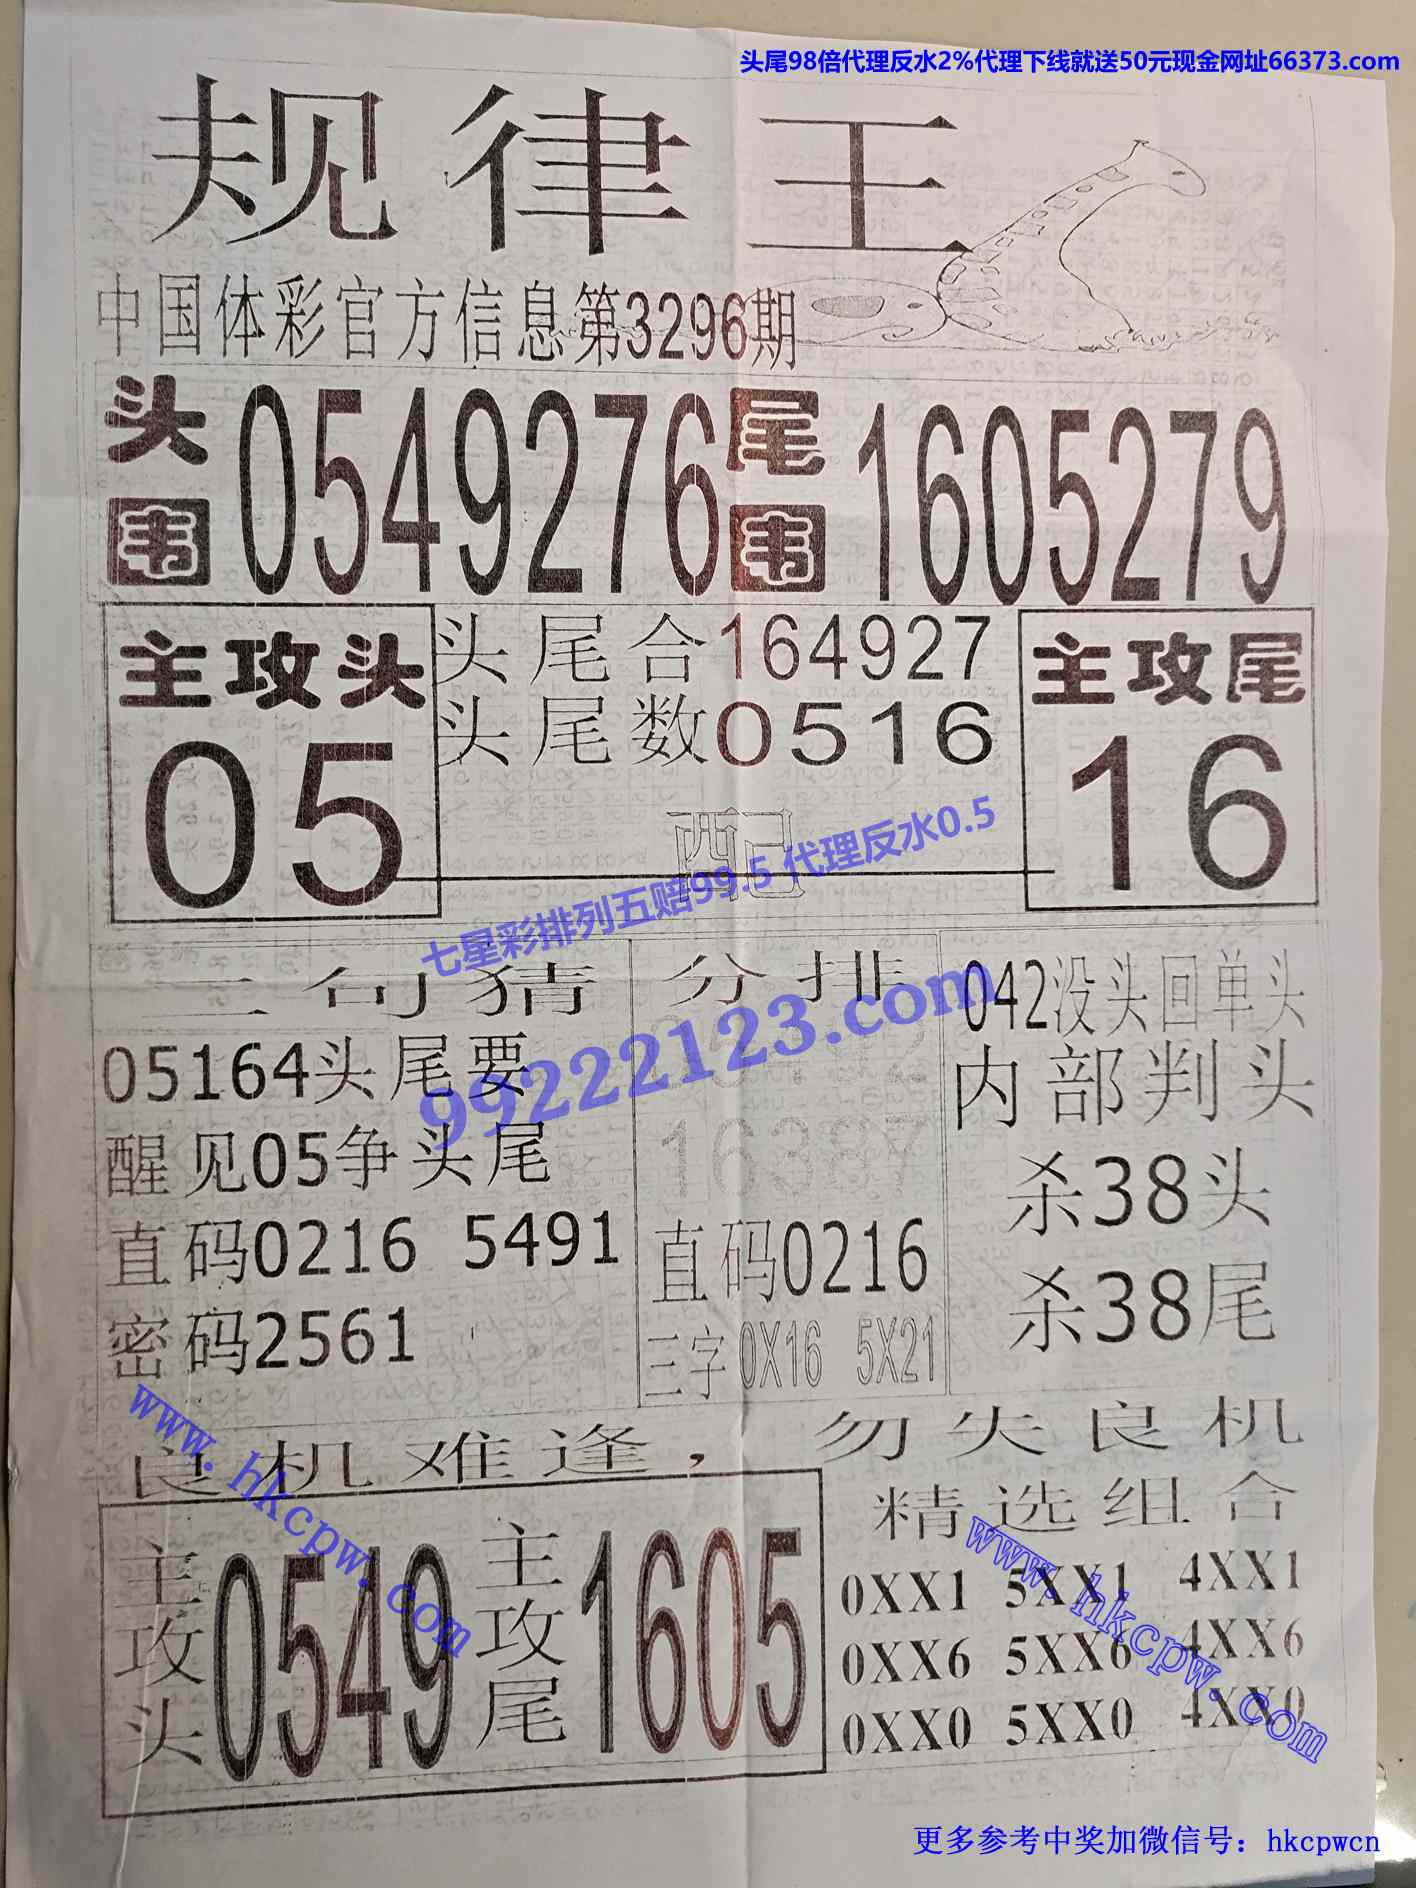 头尾98倍代理反水2%代理下线就送50元现金网址66373.com
规律王
中国体彩官方信息第3296期
头围 0549276 尾围 1605279
主攻头
05
头尾合164927
头尾数0516
配
主攻尾
16
七星彩排列五赔99.5 代理反水0.5
99222123.com
三句猜
05164头尾要
醒见05争头尾
直码0216 5491
密码2561
分排
16387
直码0216
三字 0X16 5X21
042没头回单头
内部判头
杀38头
杀38尾
www.hkcpw.com
良机难逢，勿失良机
主攻头 0549 主攻尾 1605
精选组合
0XX1 5XX1 4XX1
0XX6 5XX6 4XX6
0XX0 5XX0 4XX0
www.hkcpw.com
更多参考中奖加微信号：hkcpwcn